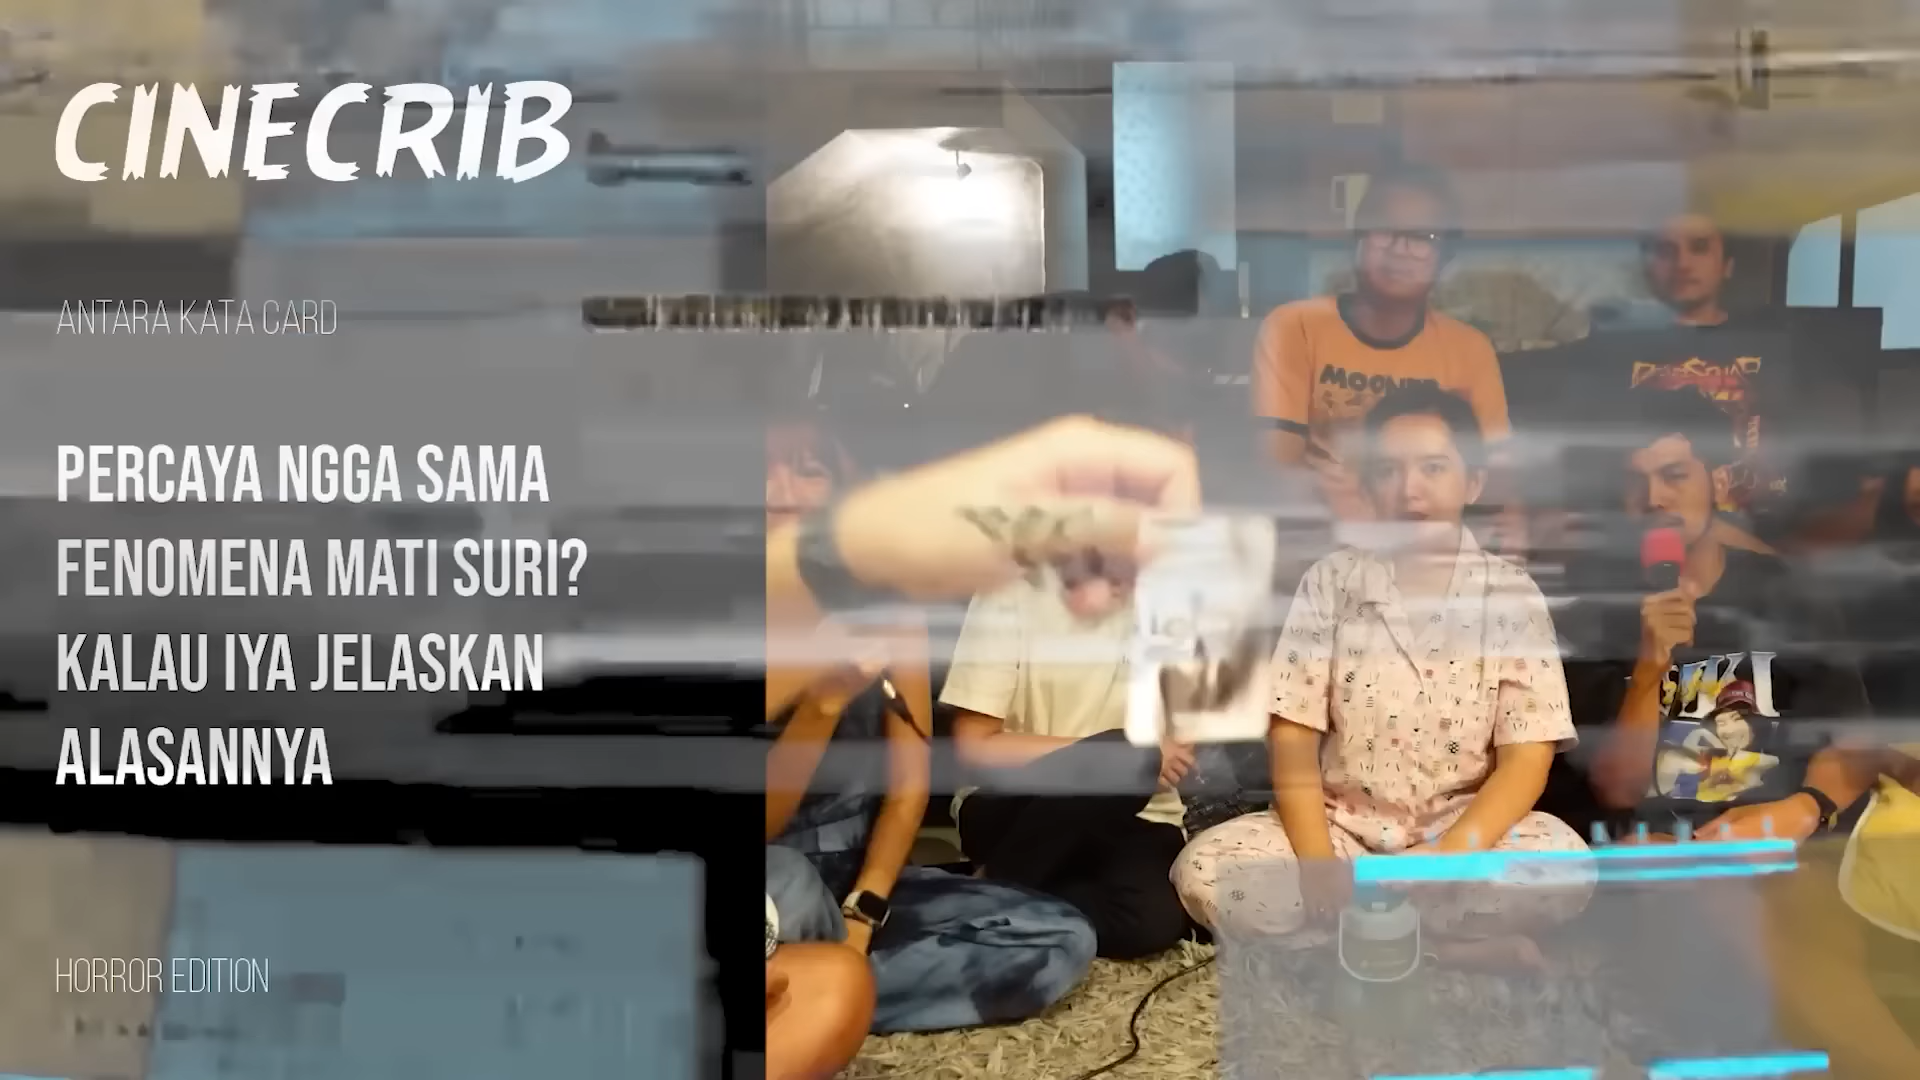 CINECRIB
ANTARA KATA CARD
PERCAYA NGGA SAMA
FENOMENA MATI SURI?
KALAU IYA JELASKAN
ALASANNYA
HORROR EDITION